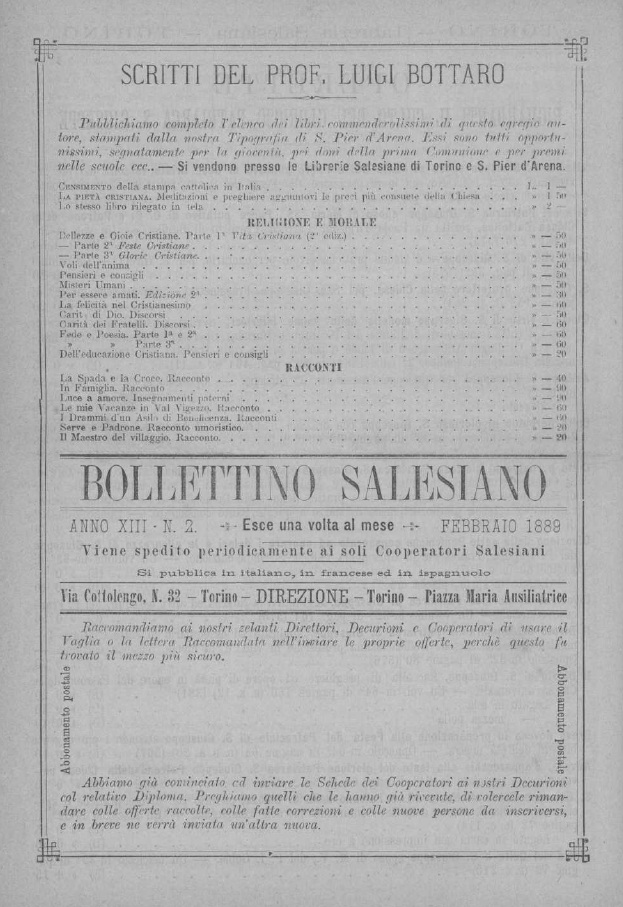 SCRITTI DEL PROF. LUIGI BOTTARO
Pubblichiamo completo l'elenco dei libri commendevolissimi di questo egregio au-
tore, stampati dalla nostra Tipografia di S. Pier d'Arena. Essi sono tutti opportu-
nissimi, segnatamente per la gioventù, pei doni della prima Comunione e per premi
nelle scuole ecc.. — Si vendono presso le Librerie Salesiane di Torino e S. Pier d'Arena.
CENSIMENTO della stampa cattolica in Italia . . . L. 1 —
LA PIETÀ CRISTIANA. Meditazioni e preghiere aggiuntovi le preci più consuete della Chiesa . . . » 1 50
Lo stesso libro rilegato in tela . . . » 2 —
RELIGIONE E MORALE
Bellezze e Gioie Cristiane. Parte 1ª Vita Cristiana (2ª ediz.) . . . » — 50
— Parte 2ª Feste Cristiane . . . » — 50
— Parte 3ª Glorie Cristiane. . . . » — 50
Voli dell'anima . . . » — 50
Pensieri e consigli . . . » — 50
Misteri Umani . . . » — 50
Per essere amati. Edizione 2ª . . . » — 30
La felicità nel Cristianesimo . . . » — 60
Carità di Dio. Discorsi . . . » — 50
Carità dei Fratelli. Discorsi . . . » — 60
Fede e Poesia. Parte 1ª e 2ª . . . » — 60
» » Parte 3ª . . . » — 60
Dell'educazione Cristiana. Pensieri e consigli . . . » — 20
RACCONTI
La Spada e la Croce. Racconto . . . » — 40
In Famiglia. Racconto . . . » — 90
Luce a amore. Insegnamenti paterni . . . » — 20
Le mie Vacanze in Val Vigezzo. Racconto . . . » — 60
I Drammi d'un Asilo di Beneficenza. Racconti . . . » — 60
Serve e Padrone. Racconto umoristico. . . . » — 20
Il Maestro del villaggio. Racconto. . . . » — 20
BOLLETTINO SALESIANO
ANNO XIII - N. 2. Esce una volta al mese FEBBRAIO 1889
Viene spedito periodicamente ai soli Cooperatori Salesiani
Si pubblica in italiano, in francese ed in ispagnuolo
Via Cottolengo, N. 32 — Torino — DIREZIONE — Torino — Piazza Maria Ausiliatrice
Raccomandiamo ai nostri zelanti Direttori, Decurioni e Cooperatori di usare il
Vaglia o la lettera Raccomandata nell'inviare le proprie offerte, perchè questo fu
trovato il mezzo più sicuro.
Abbonamento postale
Abbonamento postale
Abbiamo già cominciato ed inviare le Schede dei Cooperatori ai nostri Decurioni
col relativo Diploma. Preghiamo quelli che le hanno già ricevute, di volercele riman-
dare colle offerte raccolte, colle fatte correzioni e colle nuove persone da inscriversi,
e in breve ne verrà inviata un'altra nuova.